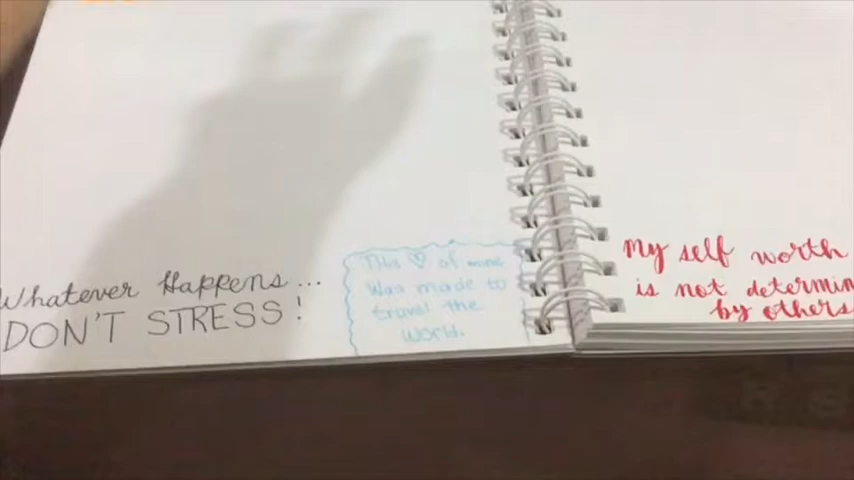 Whatever Happens...
DON'T STRESS!
This ♡ of mine
was made to
travel the
world.
My self worth
is not determin
by others